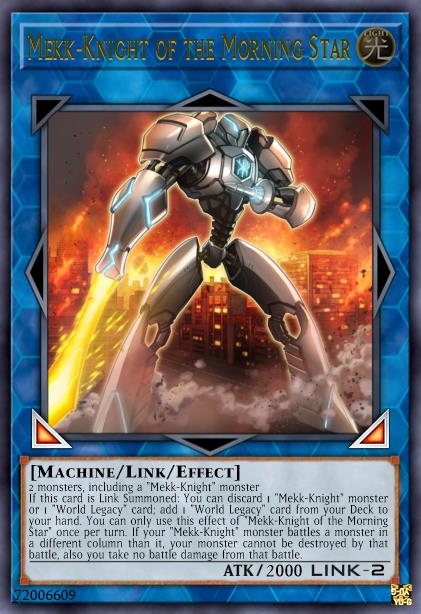 Mekk-Knight of the Morning Star
LIGHT
光
[Machine/Link/Effect]
2 monsters, including a "Mekk-Knight" monster
If this card is Link Summoned: You can discard 1 "Mekk-Knight" monster
or 1 "World Legacy" card; add 1 "World Legacy" card from your Deck to
your hand. You can only use this effect of "Mekk-Knight of the Morning
Star" once per turn. If your "Mekk-Knight" monster battles a monster in
a different column than it, your monster cannot be destroyed by that
battle, also you take no battle damage from that battle.
ATK/2000 LINK-2
72006609